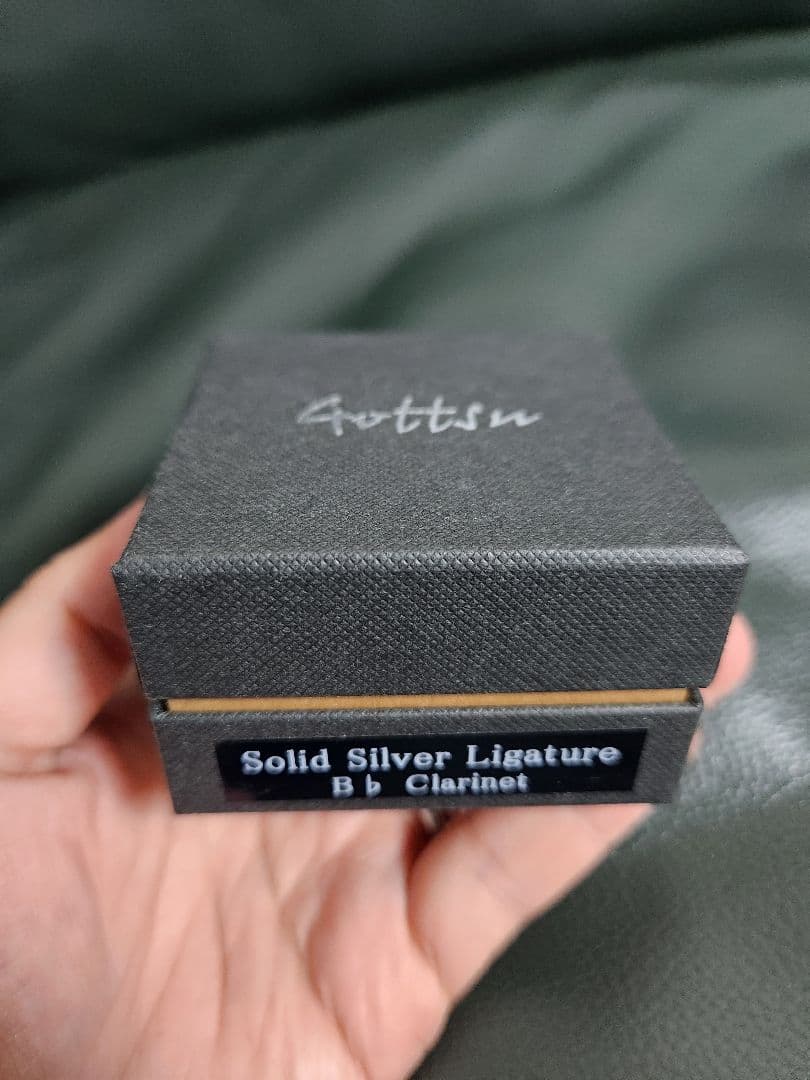 Gottsu
Solid Silver Ligature
B♭ Clarinet